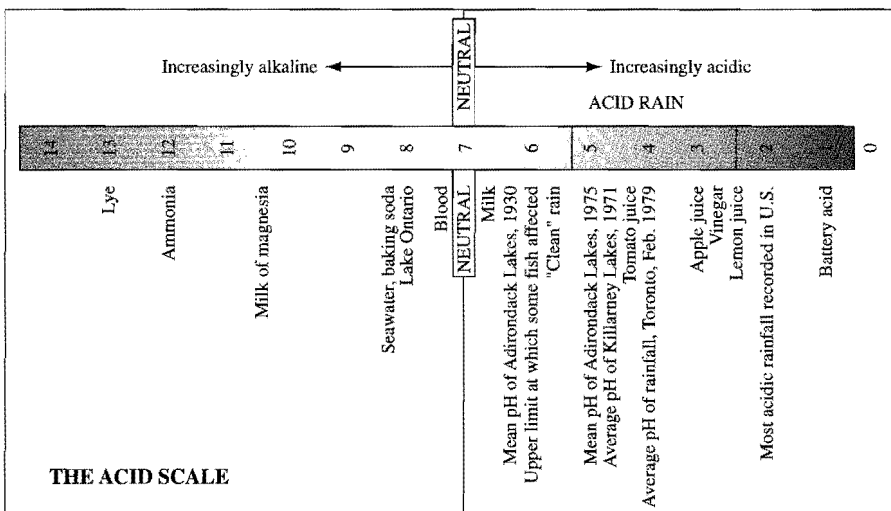 Increasingly alkaline
NEUTRAL
Increasingly acidic
ACID RAIN
14
13
12
11
10
9
8
7
6
5
4
3
2
1
0
Lye
Ammonia
Milk of magnesia
Seawater, baking soda
Lake Ontario
Blood
NEUTRAL
Milk
Mean pH of Adirondack Lakes, 1930
Upper limit at which some fish affected
"Clean" rain
Mean pH of Adirondack Lakes, 1975
Average pH of Killarney Lakes, 1971
Tomato juice
Average pH of rainfall, Toronto, Feb. 1979
Apple juice
Vinegar
Lemon juice
Most acidic rainfall recorded in U.S.
Battery acid
THE ACID SCALE